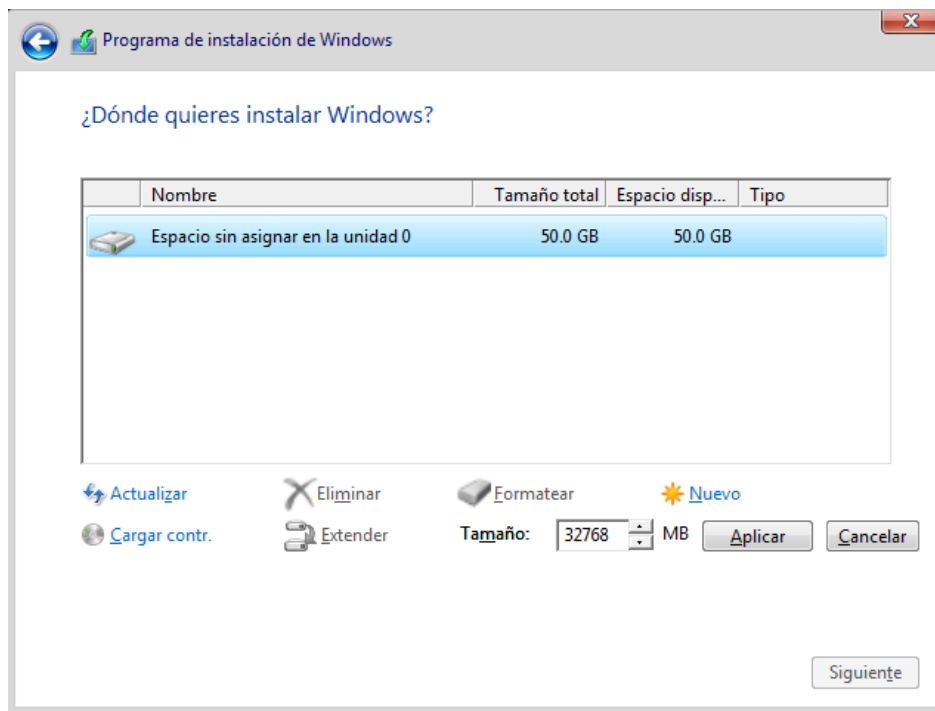 Programa de instalación de Windows
¿Dónde quieres instalar Windows?
Nombre Tamaño total Espacio disp... Tipo
Espacio sin asignar en la unidad 0 50.0 GB 50.0 GB
Actualizar Eliminar Formatear Nuevo
Cargar contr. Extender Tamaño: 32768 MB Aplicar Cancelar
Siguiente